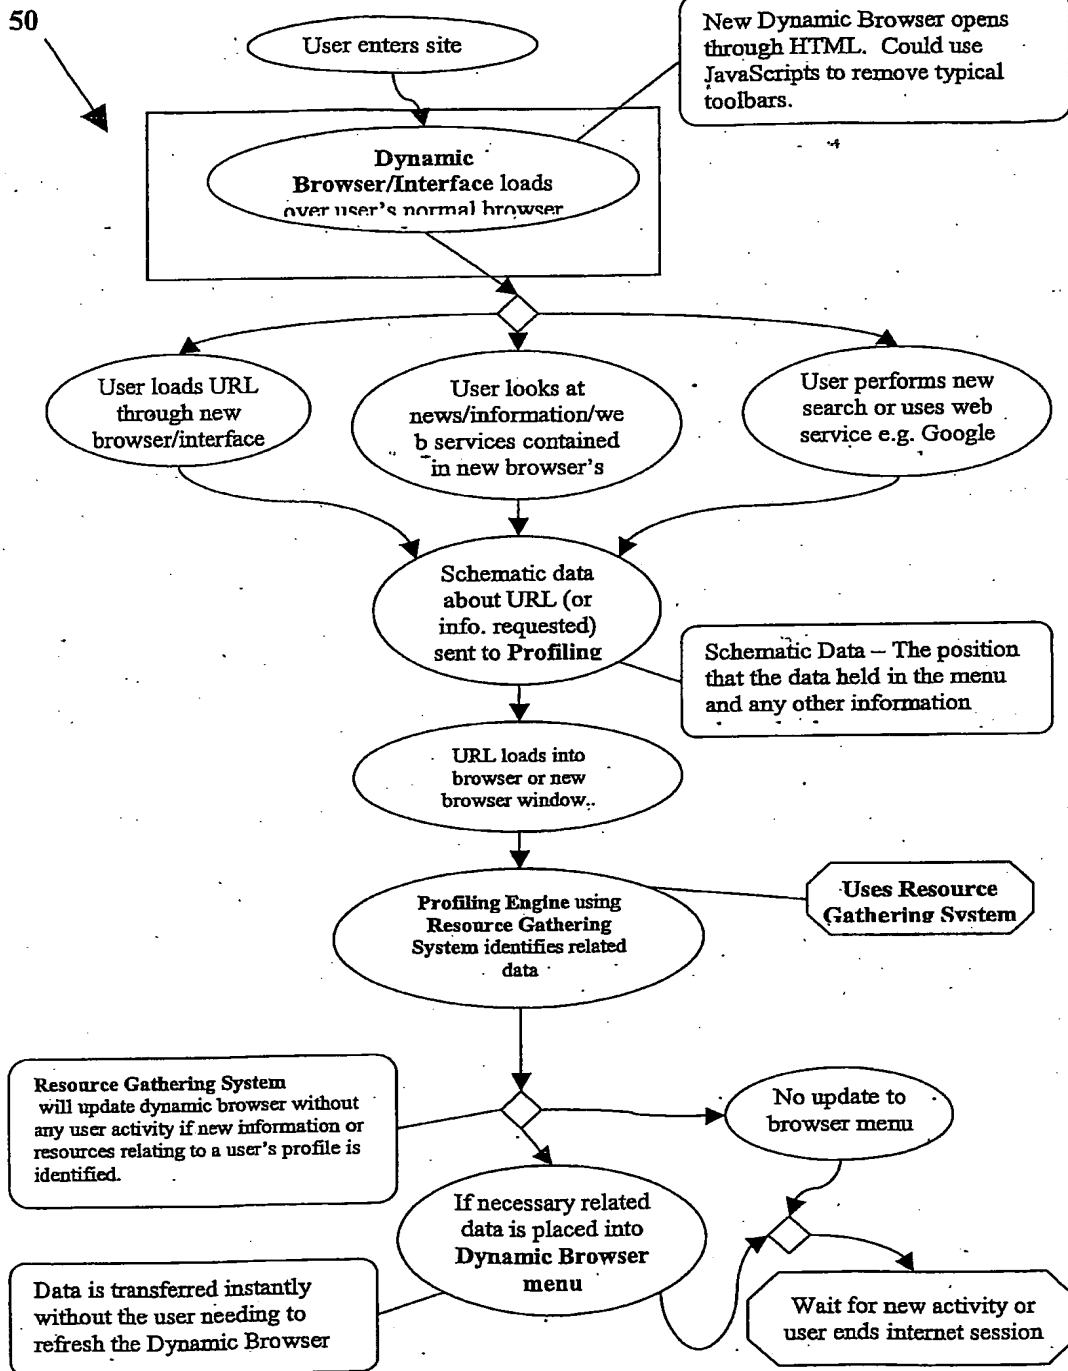 50
User enters site
New Dynamic Browser opens
through HTML. Could use
JavaScripts to remove typical
toolbars.
Dynamic
Browser/Interface loads
over user's normal browser
User loads URL
through new
browser/interface
User looks at
news/information/we
b services contained
in new browser's
User performs new
search or uses web
service e.g. Google
Schematic data
about URL (or
info. requested)
sent to Profiling
Schematic Data – The position
that the data held in the menu
and any other information
URL loads into
browser or new
browser window..
Profiling Engine using
Resource Gathering
System identifies related
data
Uses Resource
Gathering System
Resource Gathering System
will update dynamic browser without
any user activity if new information or
resources relating to a user's profile is
identified.
No update to
browser menu
If necessary related
data is placed into
Dynamic Browser
menu
Data is transferred instantly
without the user needing to
refresh the Dynamic Browser
Wait for new activity or
user ends internet session